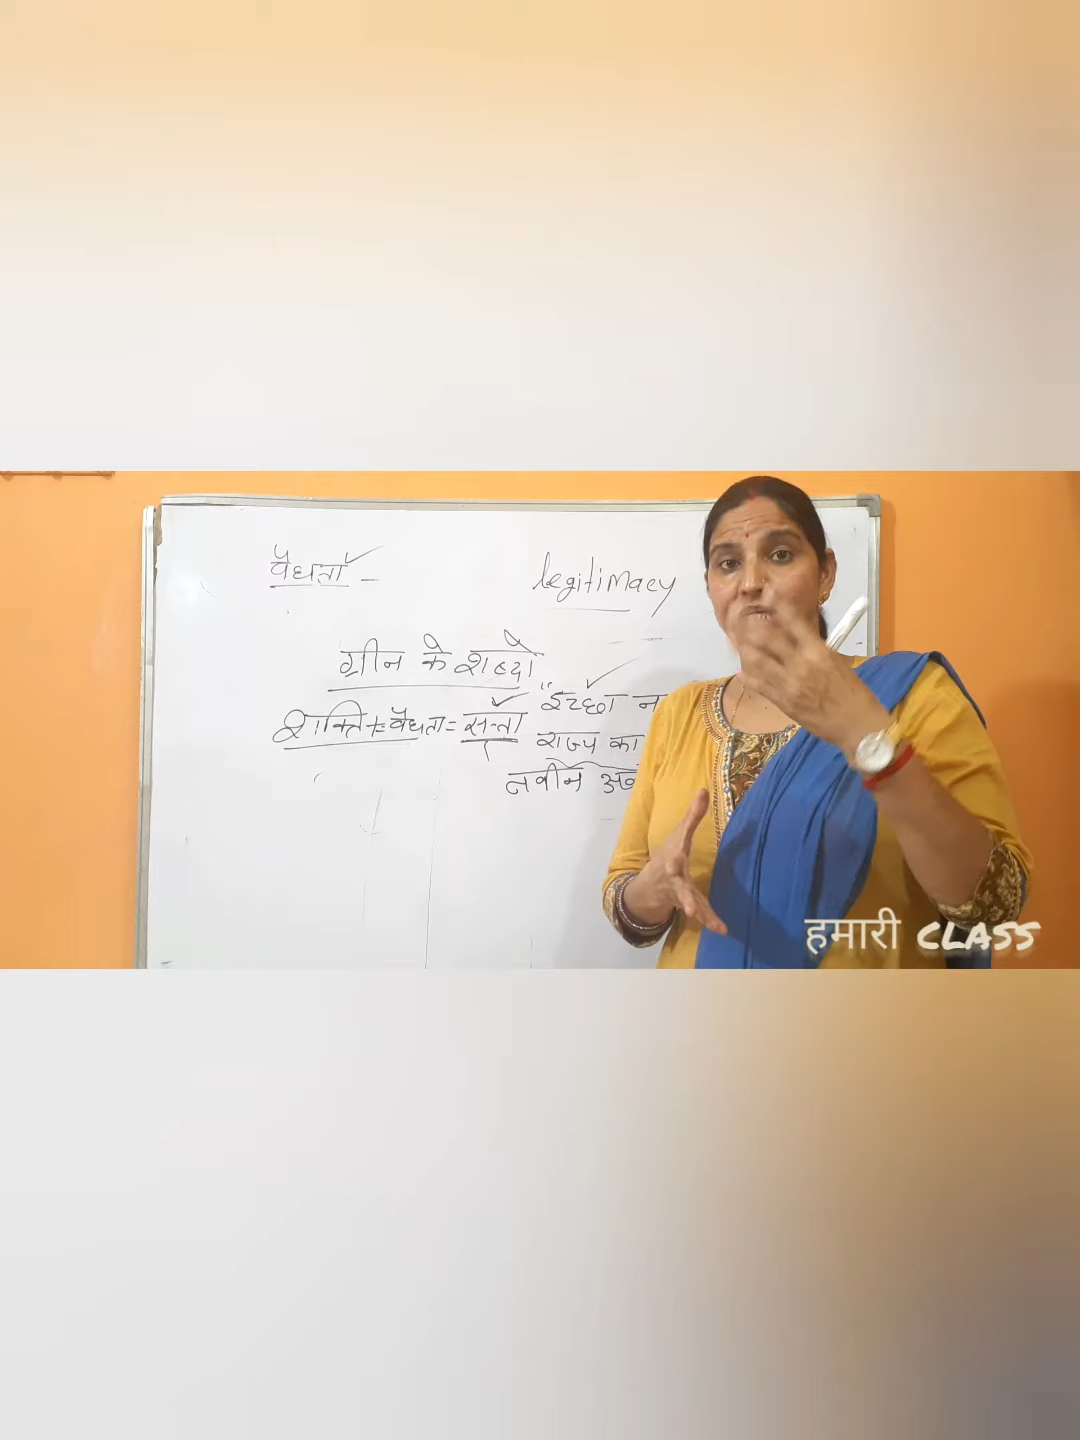 वैधता - legitimacy
ग्रीन के शब्दो
"इच्छा न
शक्ति + वैधता = सत्ता
राज्य का
नवीन
हमारी CLASS